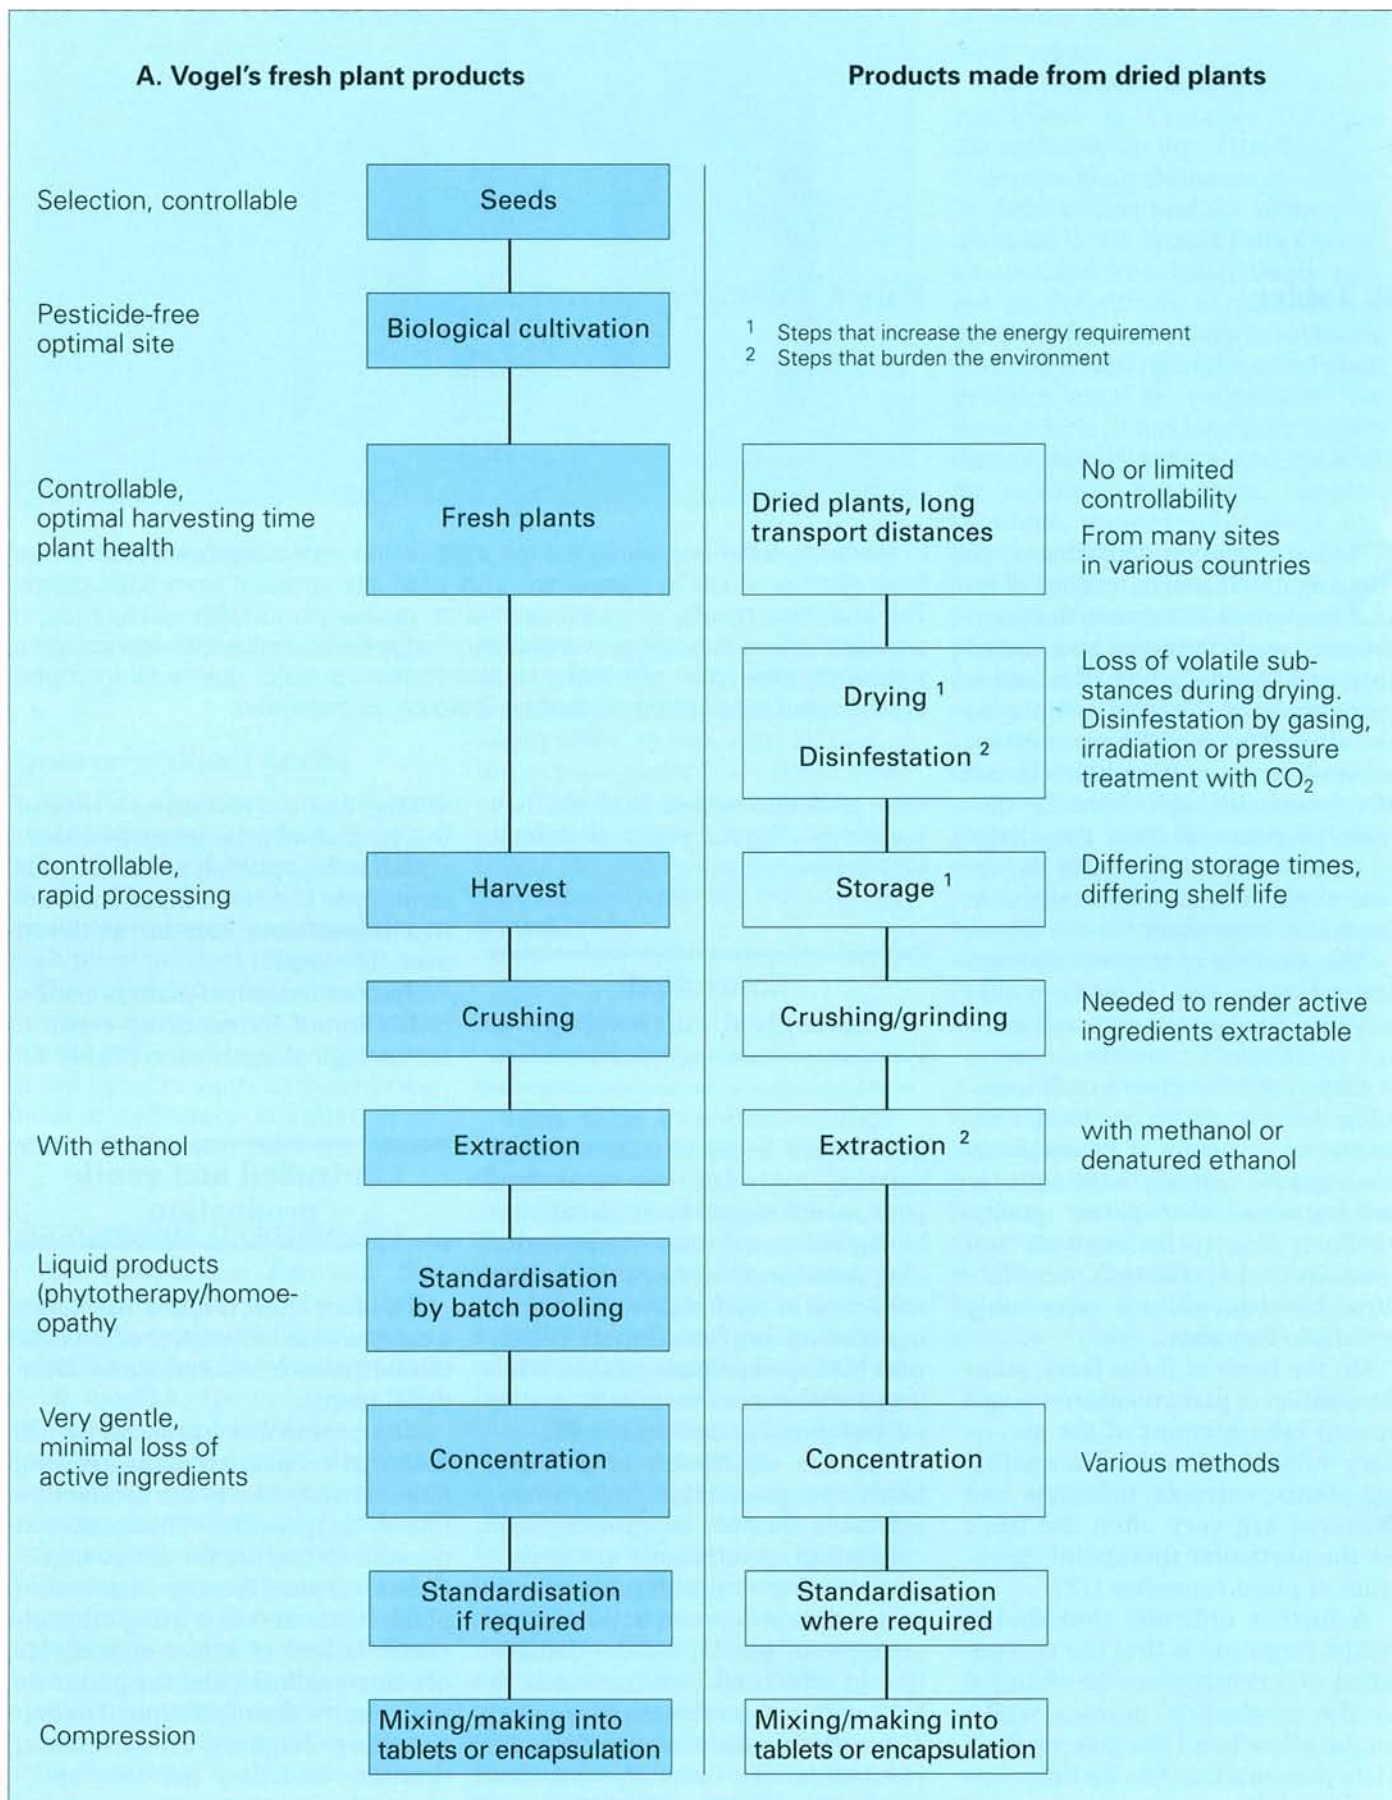 A. Vogel's fresh plant products
Products made from dried plants
Selection, controllable
Seeds
Pesticide-free
optimal site
Biological cultivation
1 Steps that increase the energy requirement
2 Steps that burden the environment
Controllable,
optimal harvesting time
plant health
Fresh plants
Dried plants, long
transport distances
No or limited
controllability
From many sites
in various countries
Drying 1
Disinfestation 2
Loss of volatile sub-
stances during drying.
Disinfestation by gasing,
irradiation or pressure
treatment with CO2
controllable,
rapid processing
Harvest
Storage 1
Differing storage times,
differing shelf life
Crushing
Crushing/grinding
Needed to render active
ingredients extractable
With ethanol
Extraction
Extraction 2
with methanol or
denatured ethanol
Liquid products
(phytotherapy/homoe-
opathy
Standardisation
by batch pooling
Very gentle,
minimal loss of
active ingredients
Concentration
Concentration
Various methods
Standardisation
if required
Standardisation
where required
Compression
Mixing/making into
tablets or encapsulation
Mixing/making into
tablets or encapsulation